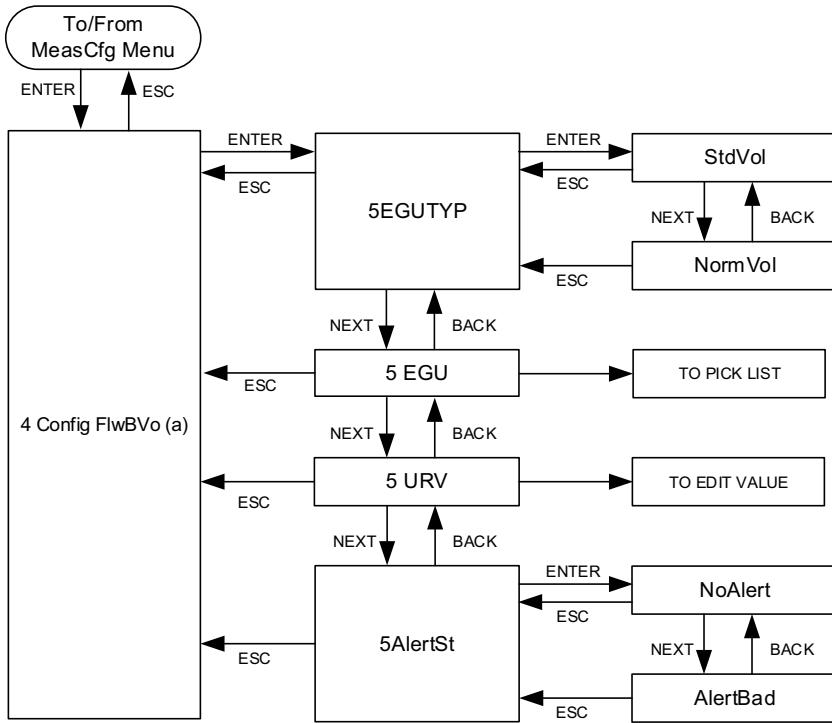 To/From
MeasCfg Menu
ENTER
ESC
4 Config FlwBVo (a)
ENTER
ESC
5EGUTYP
ENTER
ESC
StdVol
NEXT
BACK
ESC
NormVol
NEXT
BACK
ESC
5 EGU
TO PICK LIST
NEXT
BACK
ESC
5 URV
TO EDIT VALUE
NEXT
BACK
ESC
5AlertSt
ENTER
ESC
NoAlert
NEXT
BACK
ESC
AlertBad